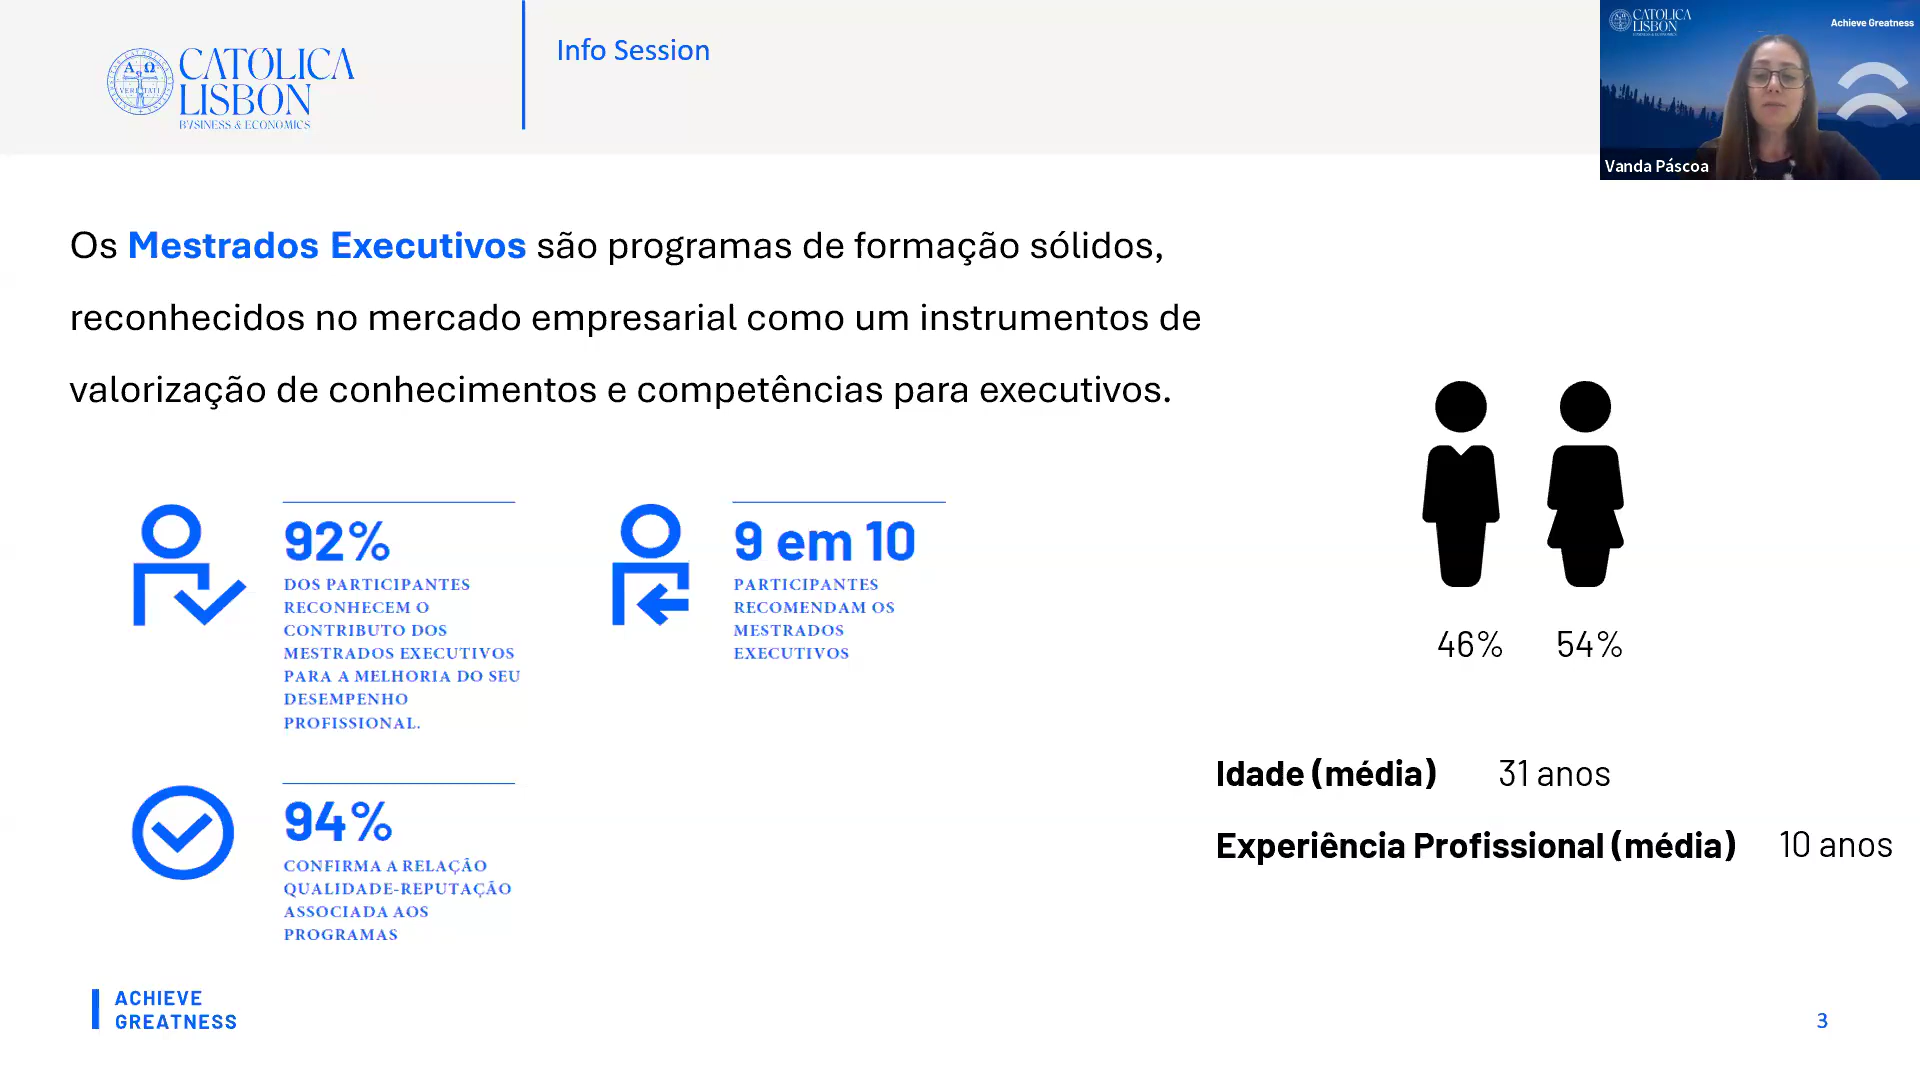 CATÓLICA
LISBON
BUSINESS & ECONOMICS
Info Session
CATÓLICA
LISBON
Achieve Greatness
Vanda Páscoa
Os Mestrados Executivos são programas de formação sólidos,
reconhecidos no mercado empresarial como um instrumentos de
valorização de conhecimentos e competências para executivos.
92%
DOS PARTICIPANTES
RECONHECEM O
CONTRIBUTO DOS
MESTRADOS EXECUTIVOS
PARA A MELHORIA DO SEU
DESEMPENHO
PROFISSIONAL.
9 em 10
PARTICIPANTES
RECOMENDAM OS
MESTRADOS
EXECUTIVOS
94%
CONFIRMA A RELAÇÃO
QUALIDADE-REPUTAÇÃO
ASSOCIADA AOS
PROGRAMAS
46% 54%
Idade (média) 31 anos
Experiência Profissional (média) 10 anos
ACHIEVE
GREATNESS
3